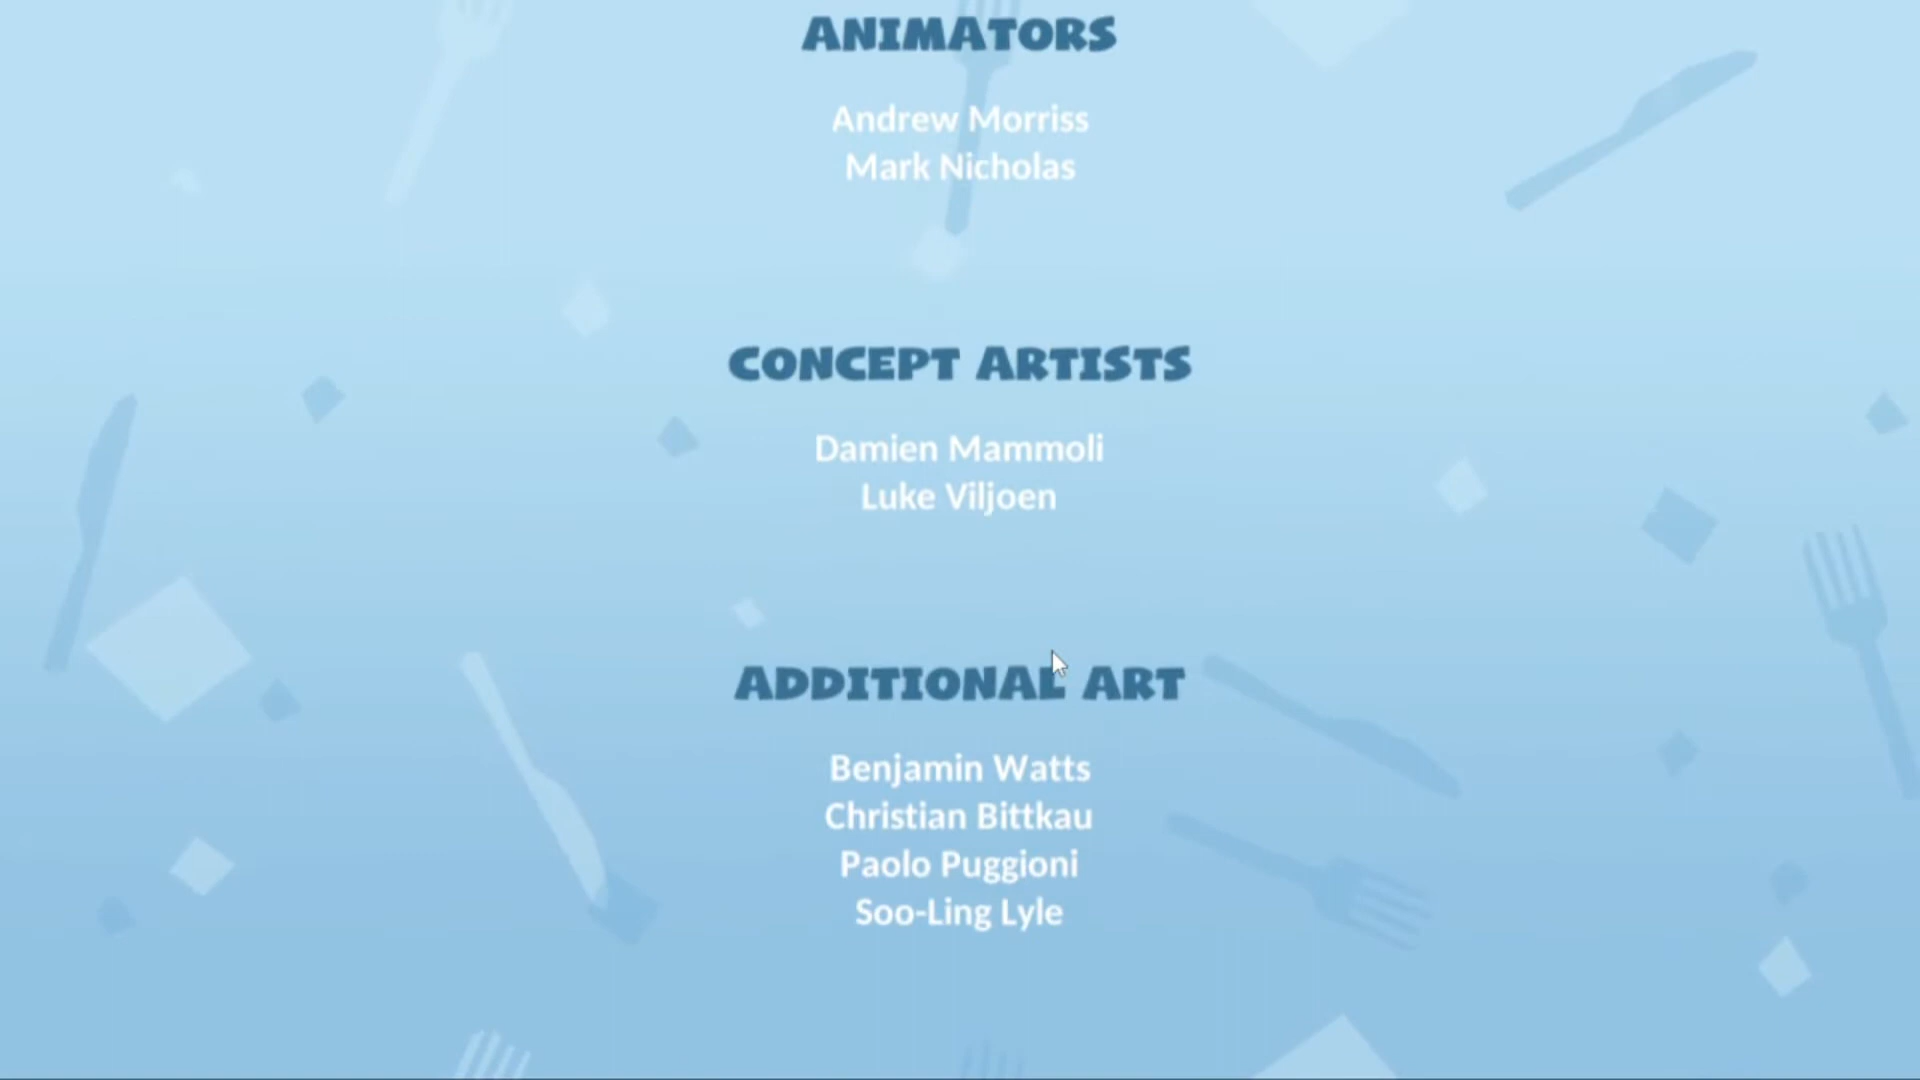 ANIMATORS
Andrew Morriss
Mark Nicholas
CONCEPT ARTISTS
Damien Mammoli
Luke Viljoen
ADDITIONAL ART
Benjamin Watts
Christian Bittkau
Paolo Puggioni
Soo-Ling Lyle